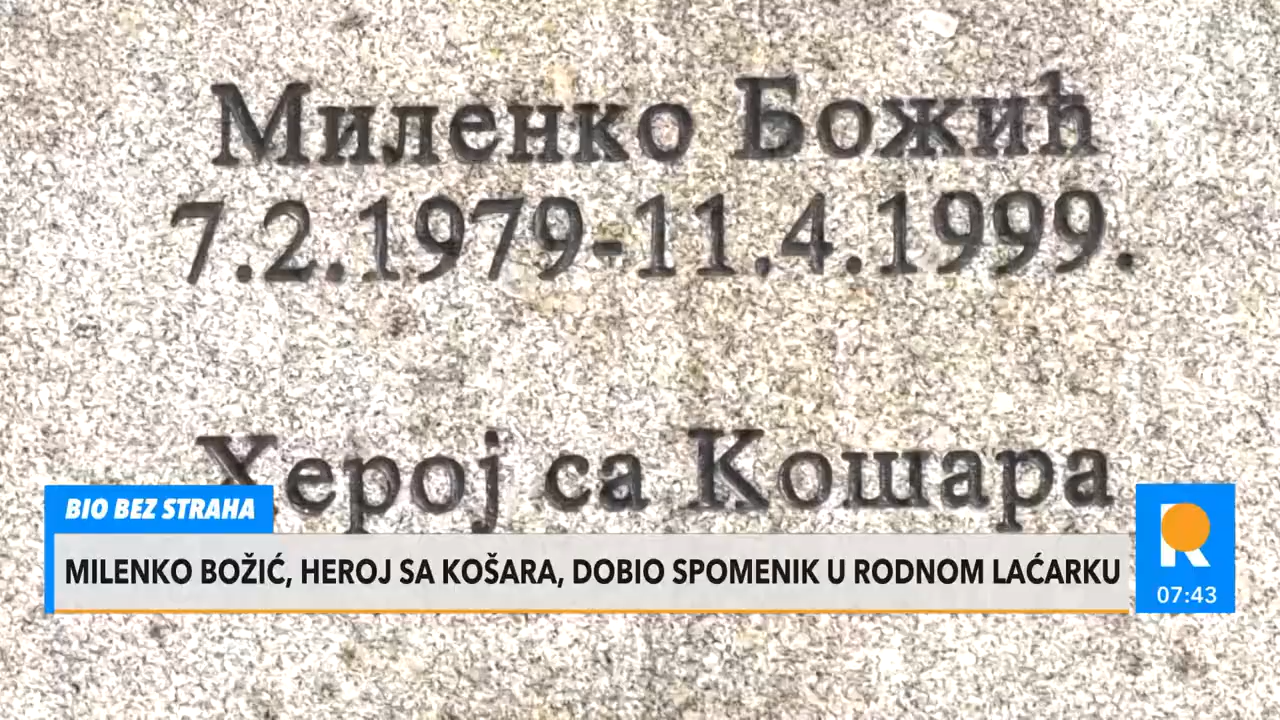 Миленко Божић
7.2.1979-11.4.1999.
Херој са Кошара
BIO BEZ STRAHA
MILENKO BOŽIĆ, HEROJ SA KOŠARA, DOBIO SPOMENIK U RODNOM LAĆARKU
R
07:43